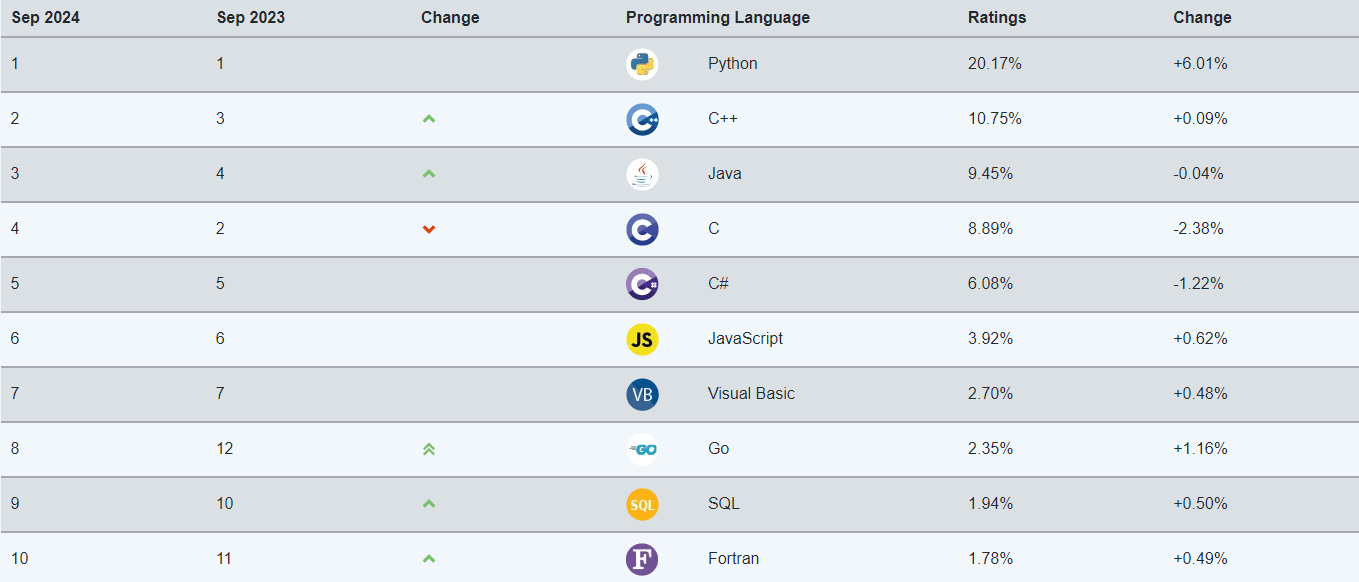 Sep 2024 Sep 2023 Change Programming Language Ratings Change
1 1 Python 20.17% +6.01%
2 3 C++ C++ 10.75% +0.09%
3 4 Java 9.45% -0.04%
4 2 C C 8.89% -2.38%
5 5 C# C# 6.08% -1.22%
6 6 JS JavaScript 3.92% +0.62%
7 7 VB Visual Basic 2.70% +0.48%
8 12 GO Go 2.35% +1.16%
9 10 SQL SQL 1.94% +0.50%
10 11 F Fortran 1.78% +0.49%